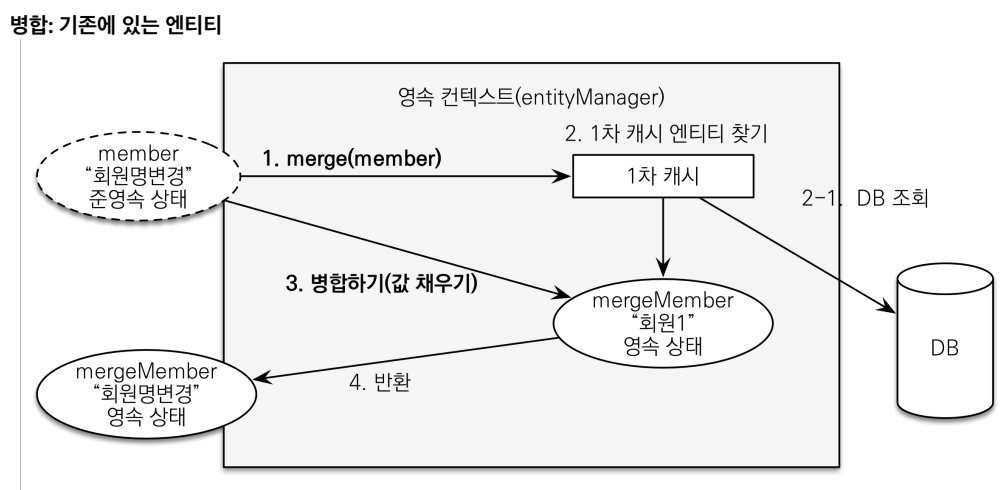 병합: 기존에 있는 엔티티
영속 컨텍스트(entityManager)
2. 1차 캐시 엔티티 찾기
member
“회원명변경”
준영속 상태
1. merge(member)
1차 캐시
2-1. DB 조회
3. 병합하기(값 채우기)
mergeMember
“회원1”
영속 상태
DB
mergeMember
“회원명변경”
영속 상태
4. 반환